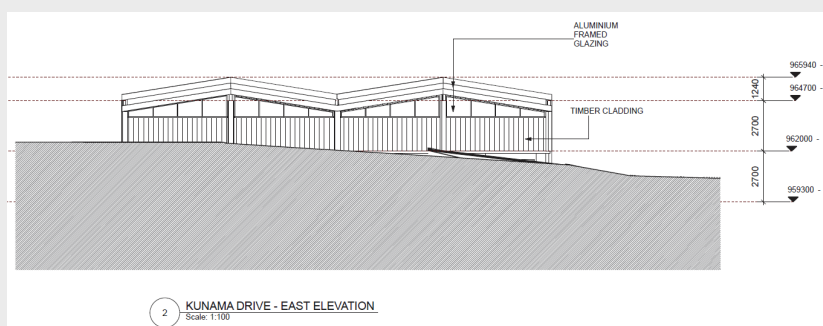 ALUMINIUM
FRAMED
GLAZING
965940 -
1240
964700 -
2700
TIMBER CLADDING
962000 -
2700
959300 -
2
KUNAMA DRIVE - EAST ELEVATION
Scale: 1:100